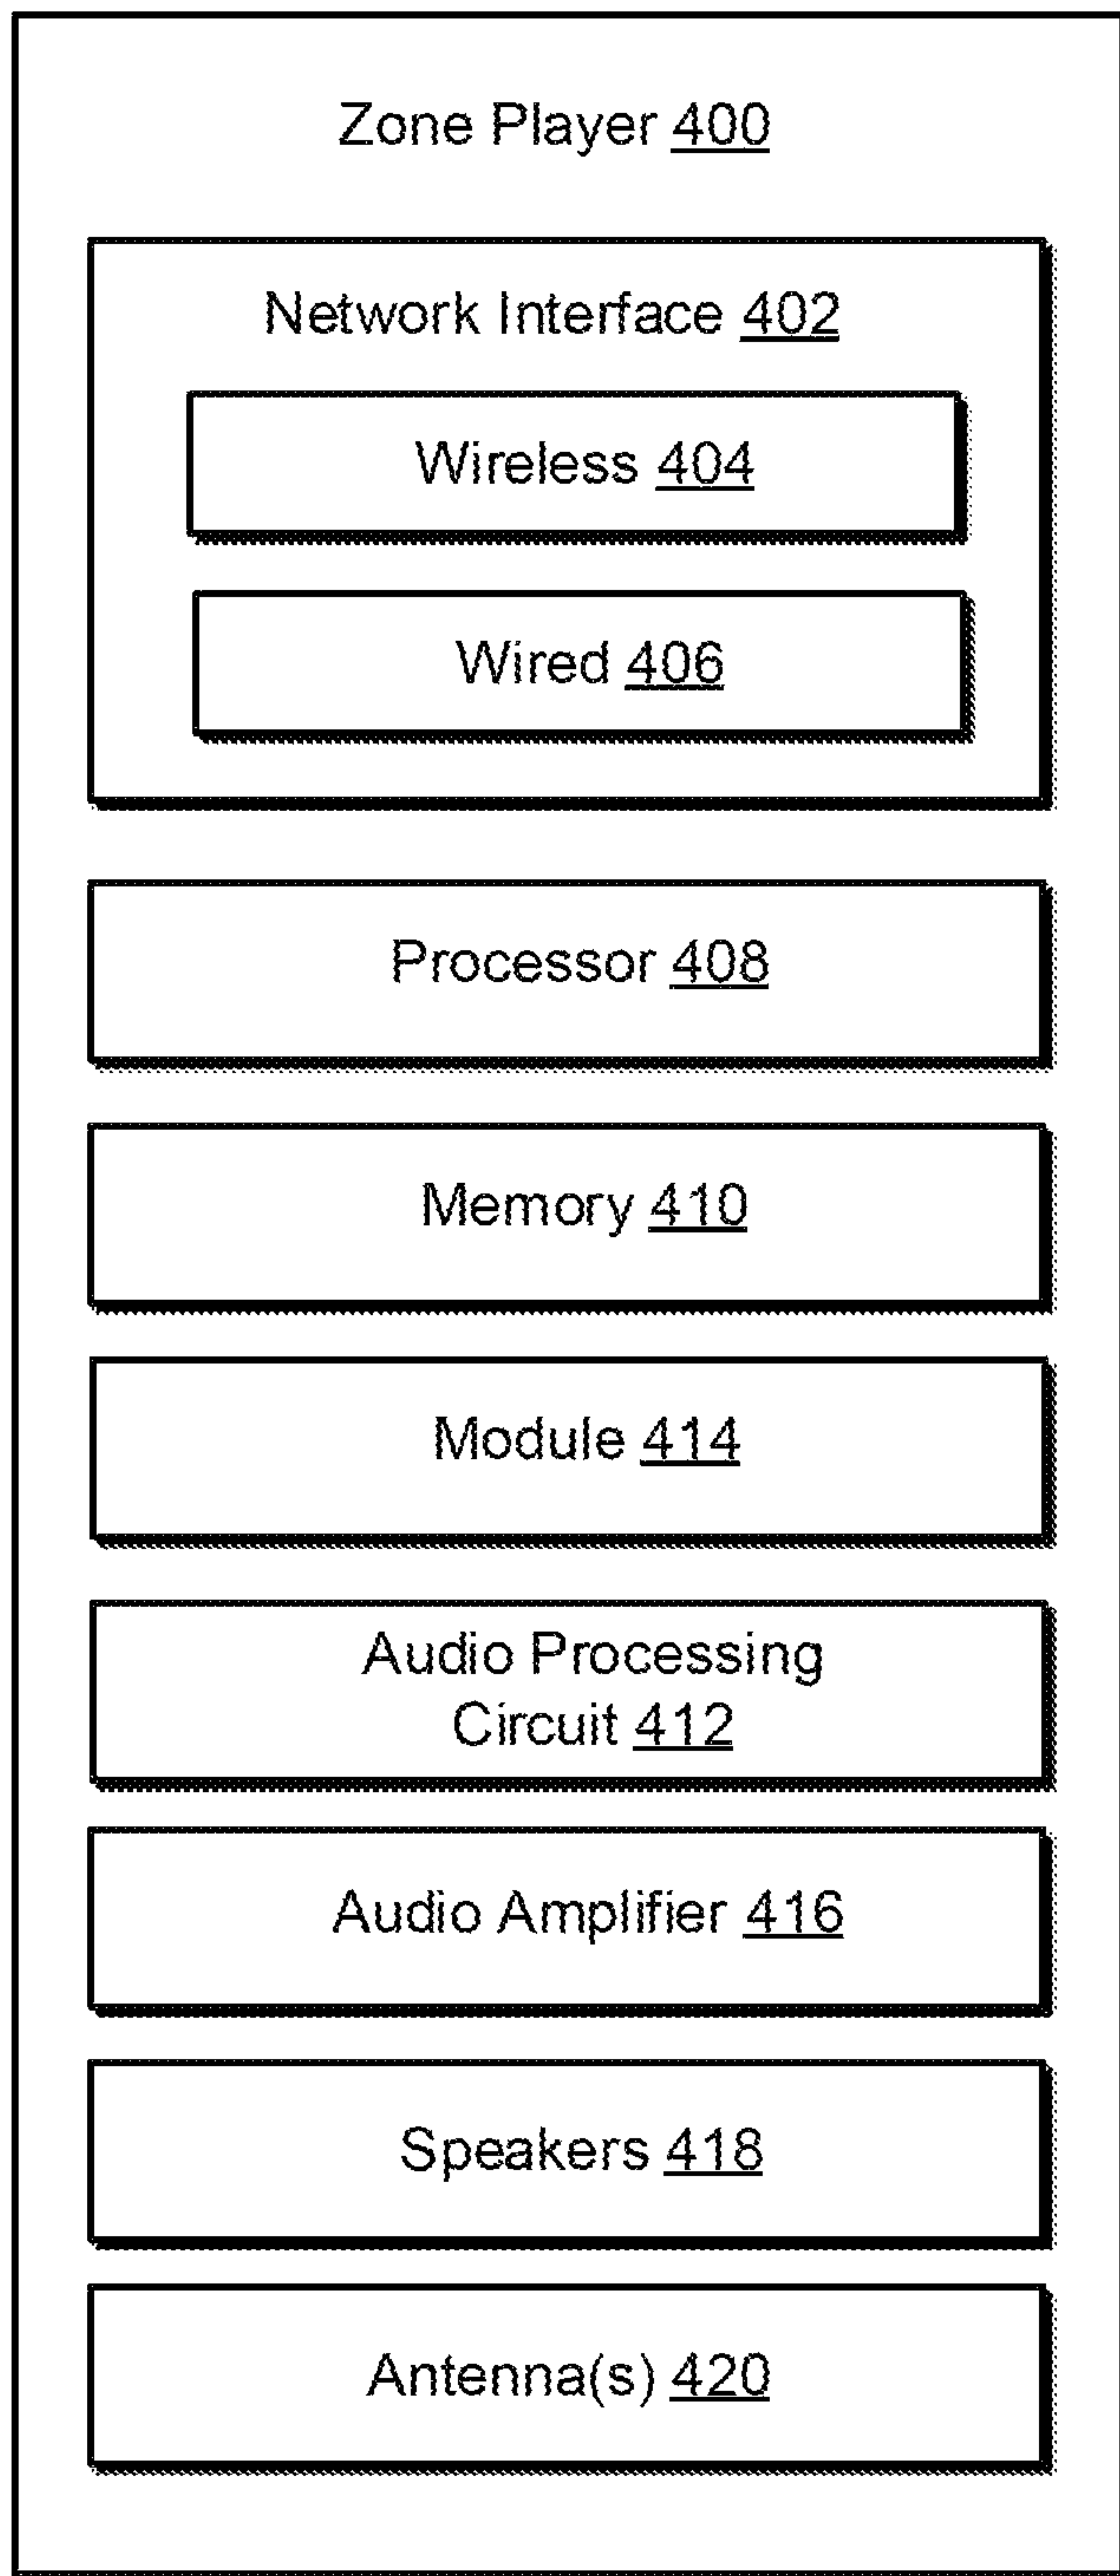 Zone Player 400
Network Interface 402
Wireless 404
Wired 406
Processor 408
Memory 410
Module 414
Audio Processing
Circuit 412
Audio Amplifier 416
Speakers 418
Antenna(s) 420